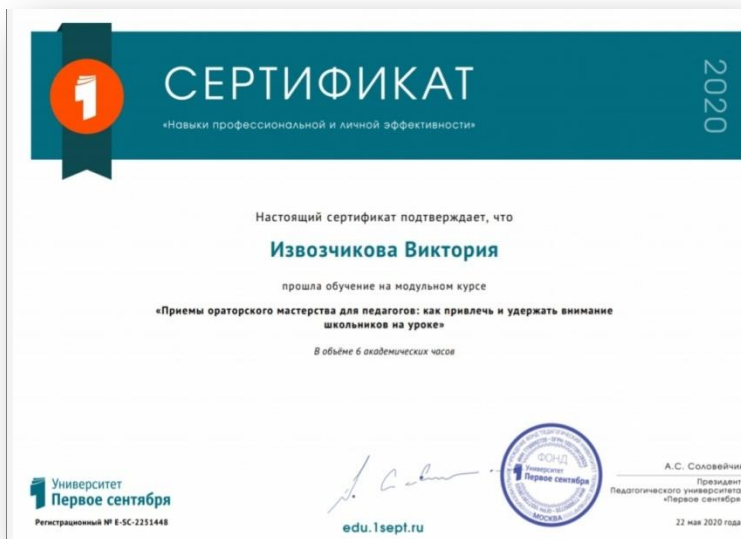 СЕРТИФИКАТ
2020
«Навыки профессиональной и личной эффективности»
Настоящий сертификат подтверждает, что
Извозчикова Виктория
прошла обучение на модульном курсе
«Приемы ораторского мастерства для педагогов: как привлечь и удержать внимание
школьников на уроке»
В объёме 6 академических часов
ФОНД
Университет
Первое сентября
МОСКВА
А.С. Соловейчик
Президент
Педагогического университета
«Первое сентября»
Университет
Первое сентября
Регистрационный № E-SC-2251448
edu.1sept.ru
22 мая 2020 года